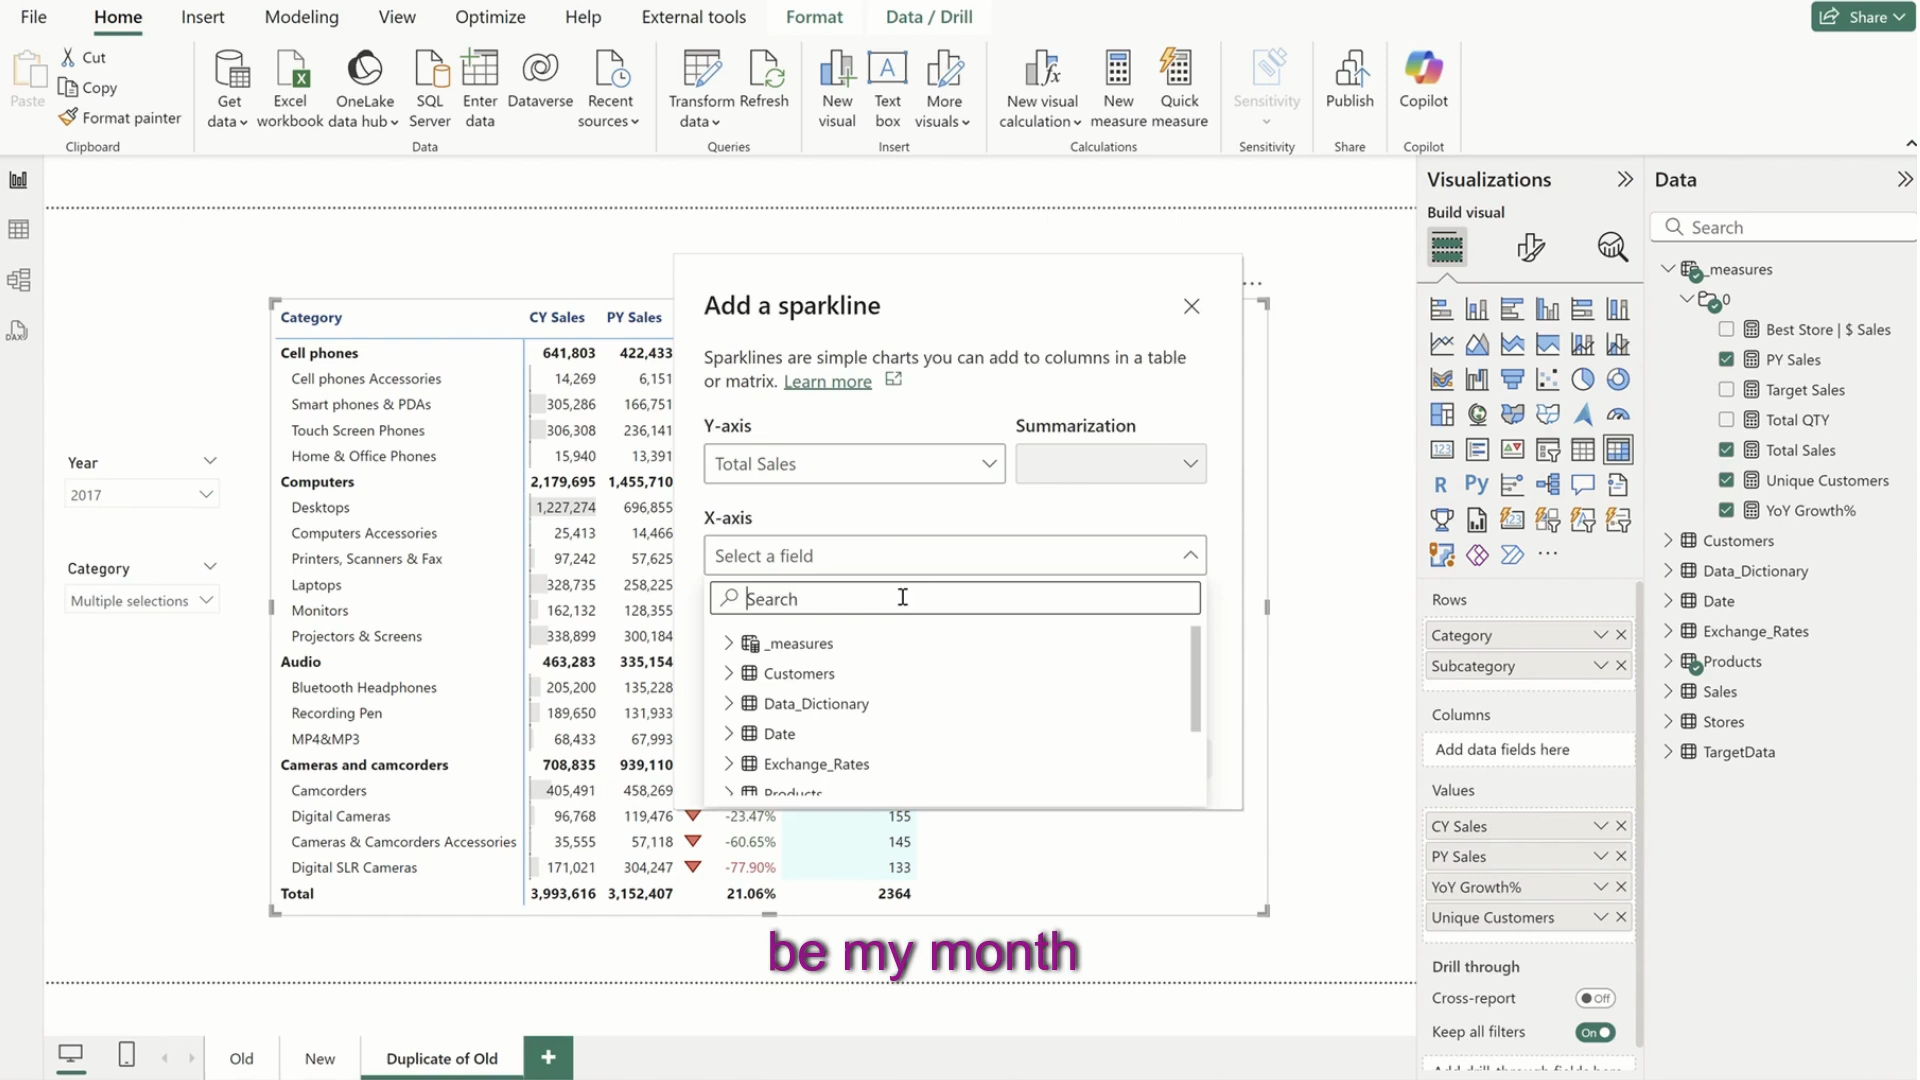 File Home Insert Modeling View Optimize Help External tools Format Data / Drill Share
Paste Cut
Copy
Format painter
Clipboard
Get data
Excel workbook
OneLake data hub
SQL Server
Enter data
Dataverse
Recent sources
Data
Transform data
Refresh
Queries
New visual
Text box
More visuals
Insert
New visual calculation
New measure
Quick measure
Calculations
Sensitivity
Sensitivity
Publish
Share
Copilot
Copilot
Year
2017
Category
Multiple selections
Category CY Sales PY Sales
Cell phones 641,803 422,433
Cell phones Accessories 14,269 6,151
Smart phones & PDAs 305,286 166,751
Touch Screen Phones 306,308 236,141
Home & Office Phones 15,940 13,391
Computers 2,179,695 1,455,710
Desktops 1,227,274 696,855
Computers Accessories 25,413 14,466
Printers, Scanners & Fax 97,242 57,625
Laptops 328,735 258,225
Monitors 162,132 128,355
Projectors & Screens 338,899 300,184
Audio 463,283 335,154
Bluetooth Headphones 205,200 135,228
Recording Pen 189,650 131,933
MP4&MP3 68,433 67,993
Cameras and camcorders 708,835 939,110
Camcorders 405,491 458,269
Digital Cameras 96,768 119,476 -23.47% 155
Cameras & Camcorders Accessories 35,555 57,118 -60.65% 145
Digital SLR Cameras 171,021 304,247 -77.90% 133
Total 3,993,616 3,152,407 21.06% 2364
Add a sparkline
Sparklines are simple charts you can add to columns in a table
or matrix. Learn more
Y-axis Summarization
Total Sales
X-axis
Select a field
Search
_measures
Customers
Data_Dictionary
Date
Exchange_Rates
Products
be my month
Old New Duplicate of Old +
Visualizations
Build visual
123
R Py
123
Rows
Category
Subcategory
Columns
Add data fields here
Values
CY Sales
PY Sales
YoY Growth%
Unique Customers
Drill through
Cross-report Off
Keep all filters On
Add drill-through fields here
Data
Search
_measures
0
Best Store | $ Sales
PY Sales
Target Sales
Total QTY
Total Sales
Unique Customers
YoY Growth%
Customers
Data_Dictionary
Date
Exchange_Rates
Products
Sales
Stores
TargetData